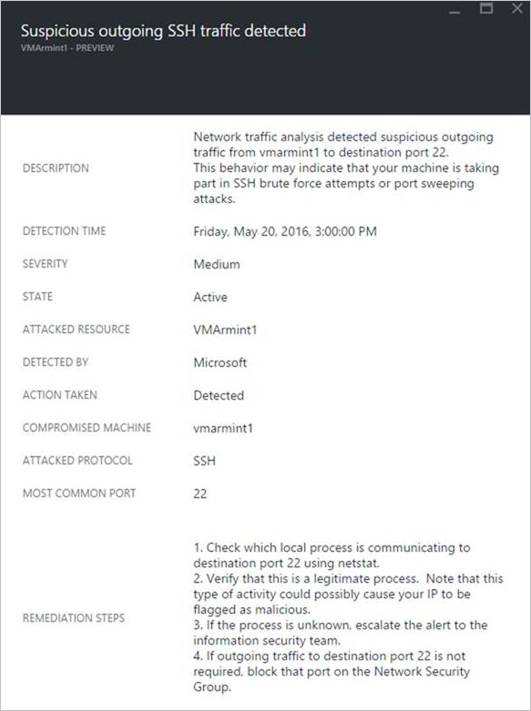 Suspicious outgoing SSH traffic detected
VMArmint1 - PREVIEW
DESCRIPTION
Network traffic analysis detected suspicious outgoing
traffic from vmarmint1 to destination port 22.
This behavior may indicate that your machine is taking
part in SSH brute force attempts or port sweeping
attacks.
DETECTION TIME
Friday, May 20, 2016, 3:00:00 PM
SEVERITY
Medium
STATE
Active
ATTACKED RESOURCE
VMArmint1
DETECTED BY
Microsoft
ACTION TAKEN
Detected
COMPROMISED MACHINE
vmarmint1
ATTACKED PROTOCOL
SSH
MOST COMMON PORT
22
REMEDIATION STEPS
1. Check which local process is communicating to
destination port 22 using netstat.
2. Verify that this is a legitimate process.  Note that this
type of activity could possibly cause your IP to be
flagged as malicious.
3. If the process is unknown, escalate the alert to the
information security team.
4. If outgoing traffic to destination port 22 is not
required, block that port on the Network Security
Group.